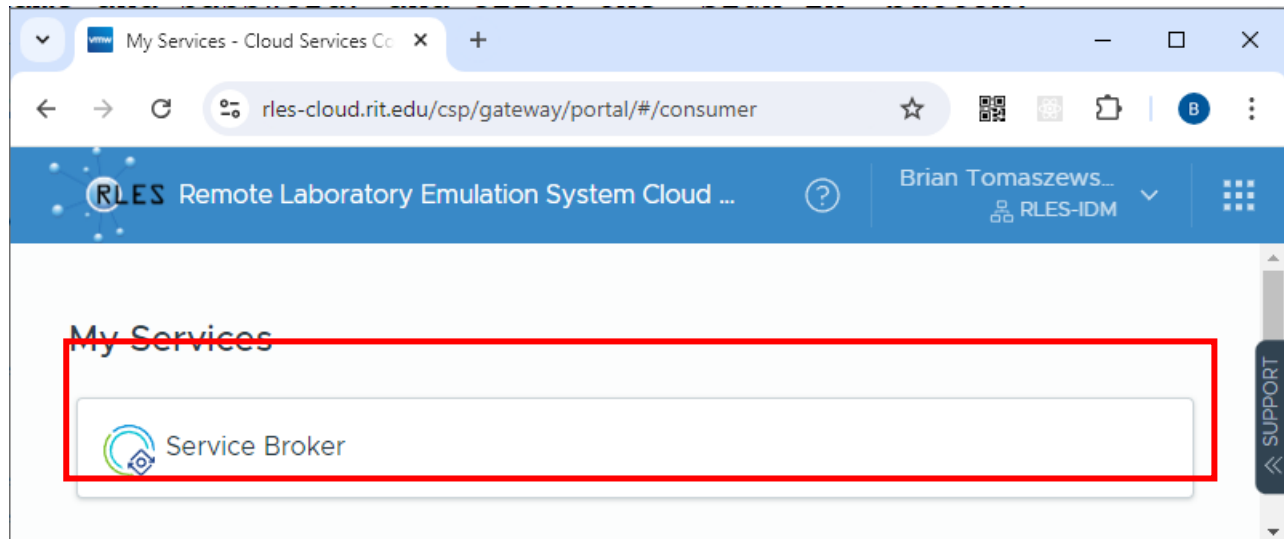 My Services - Cloud Services Co
rles-cloud.rit.edu/csp/gateway/portal/#/consumer
B
RLES Remote Laboratory Emulation System Cloud ...
?
Brian Tomaszews...
RLES-IDM
My Services
SUPPORT
Service Broker